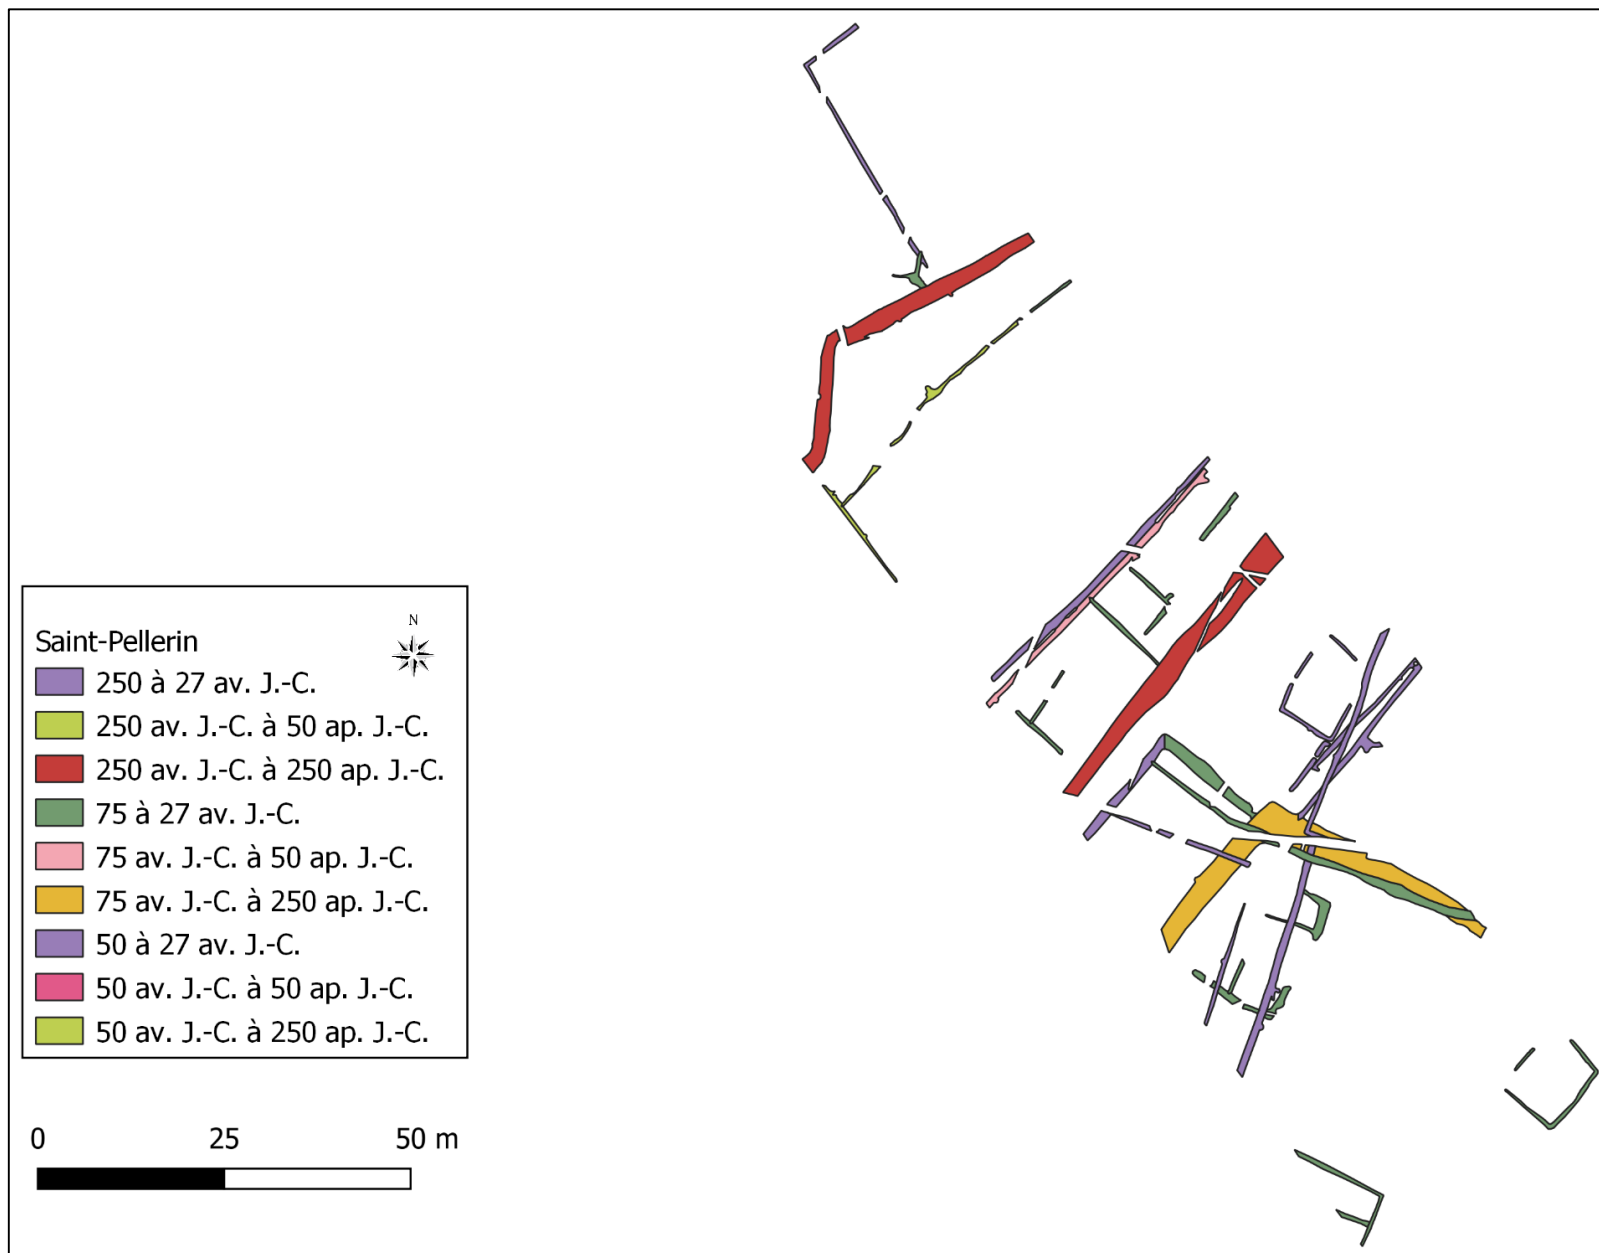 N
Saint-Pellerin
250 à 27 av. J.-C.
250 av. J.-C. à 50 ap. J.-C.
250 av. J.-C. à 250 ap. J.-C.
75 à 27 av. J.-C.
75 av. J.-C. à 50 ap. J.-C.
75 av. J.-C. à 250 ap. J.-C.
50 à 27 av. J.-C.
50 av. J.-C. à 50 ap. J.-C.
50 av. J.-C. à 250 ap. J.-C.
0 25 50 m